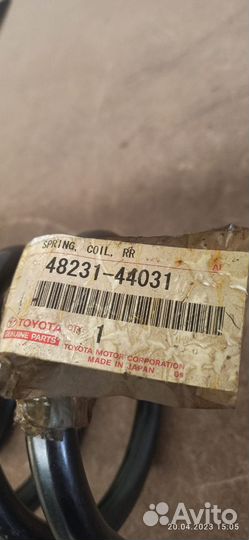 SPRING, COIL, RR
48231-44031
TOYOTA QTY
GENUINE PARTS 1
TOYOTA MOTOR CORPORATION
MADE IN JAPAN
Avito
20.04.2023 15:05